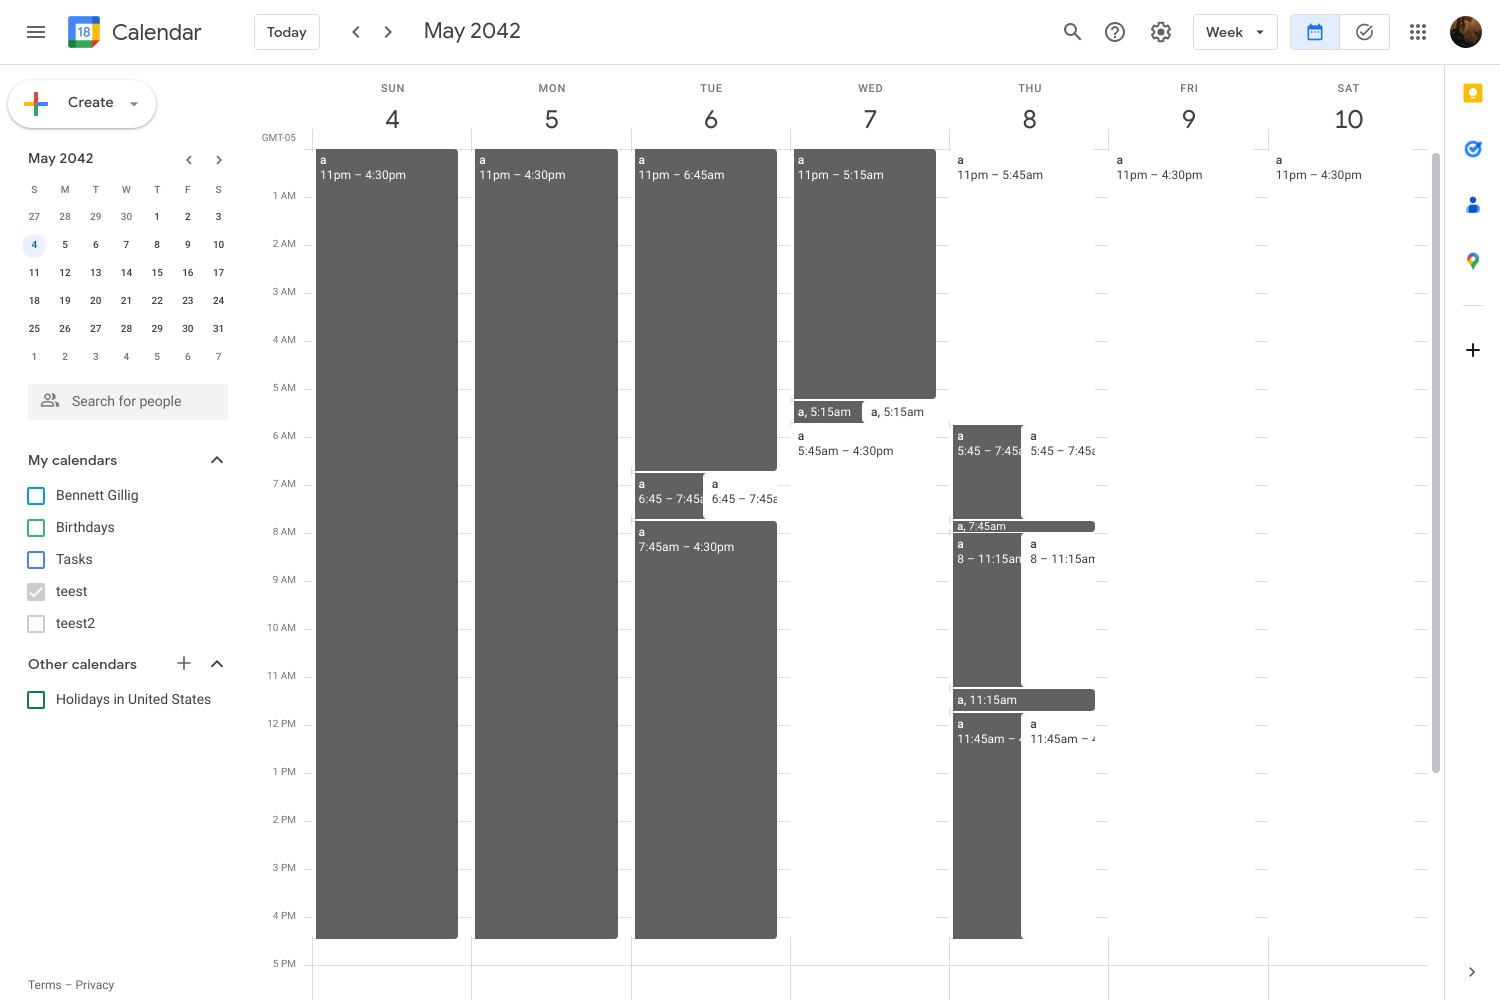 18 Calendar Today May 2042 Week
Create
SUN MON TUE WED THU FRI SAT
4 5 6 7 8 9 10
GMT-05
May 2042
S M T W T F S
27 28 29 30 1 2 3
4 5 6 7 8 9 10
11 12 13 14 15 16 17
18 19 20 21 22 23 24
25 26 27 28 29 30 31
1 2 3 4 5 6 7
Search for people
My calendars
Bennett Gillig
Birthdays
Tasks
teest
teest2
Other calendars
Holidays in United States
Terms – Privacy
1 AM
2 AM
3 AM
4 AM
5 AM
6 AM
7 AM
8 AM
9 AM
10 AM
11 AM
12 PM
1 PM
2 PM
3 PM
4 PM
5 PM
a
11pm – 4:30pm
a
11pm – 4:30pm
a
11pm – 6:45am
a
6:45 – 7:45a
a
6:45 – 7:45a
a
7:45am – 4:30pm
a
11pm – 5:15am
a, 5:15am
a, 5:15am
a
5:45am – 4:30pm
a
11pm – 5:45am
a
5:45 – 7:45a
a
5:45 – 7:45a
a, 7:45am
a
8 – 11:15am
a
8 – 11:15am
a, 11:15am
a
11:45am – 4
a
11:45am – 4
a
11pm – 4:30pm
a
11pm – 4:30pm